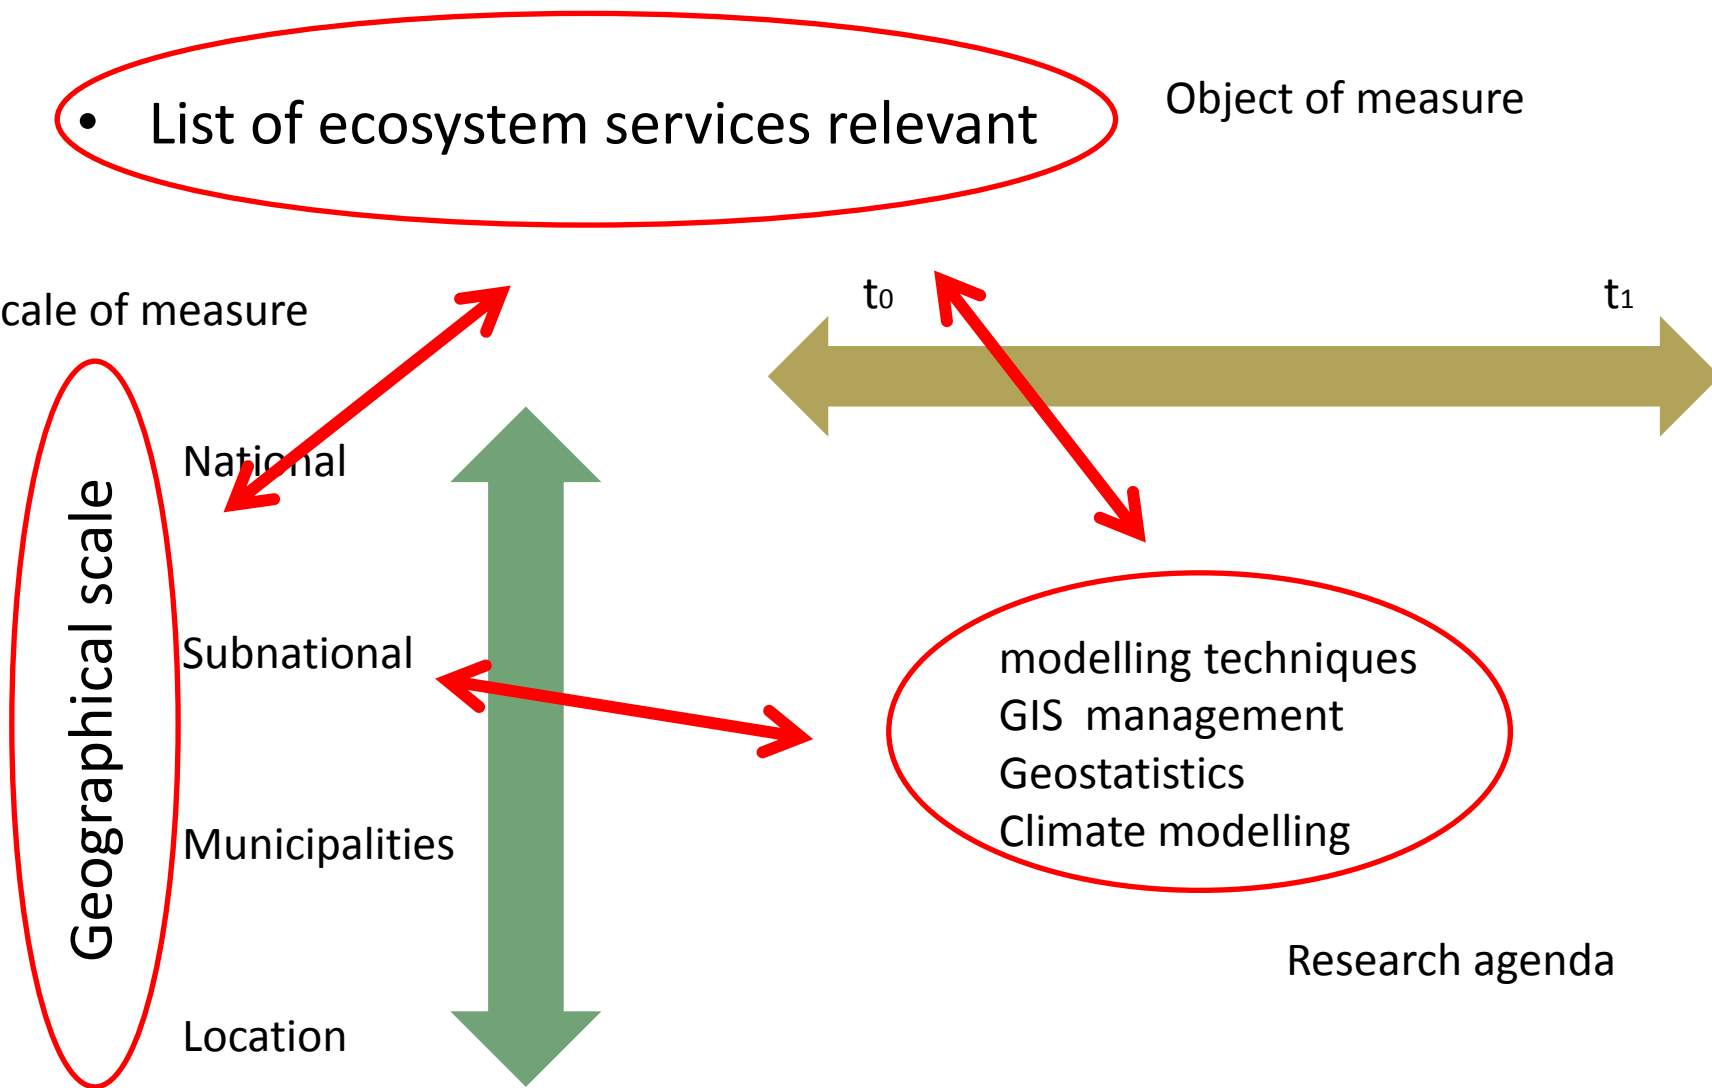 • List of ecosystem services relevant
Object of measure
cale of measure
t0
t1
Geographical scale
National
Subnational
Municipalities
Location
modelling techniques
GIS management
Geostatistics
Climate modelling
Research agenda